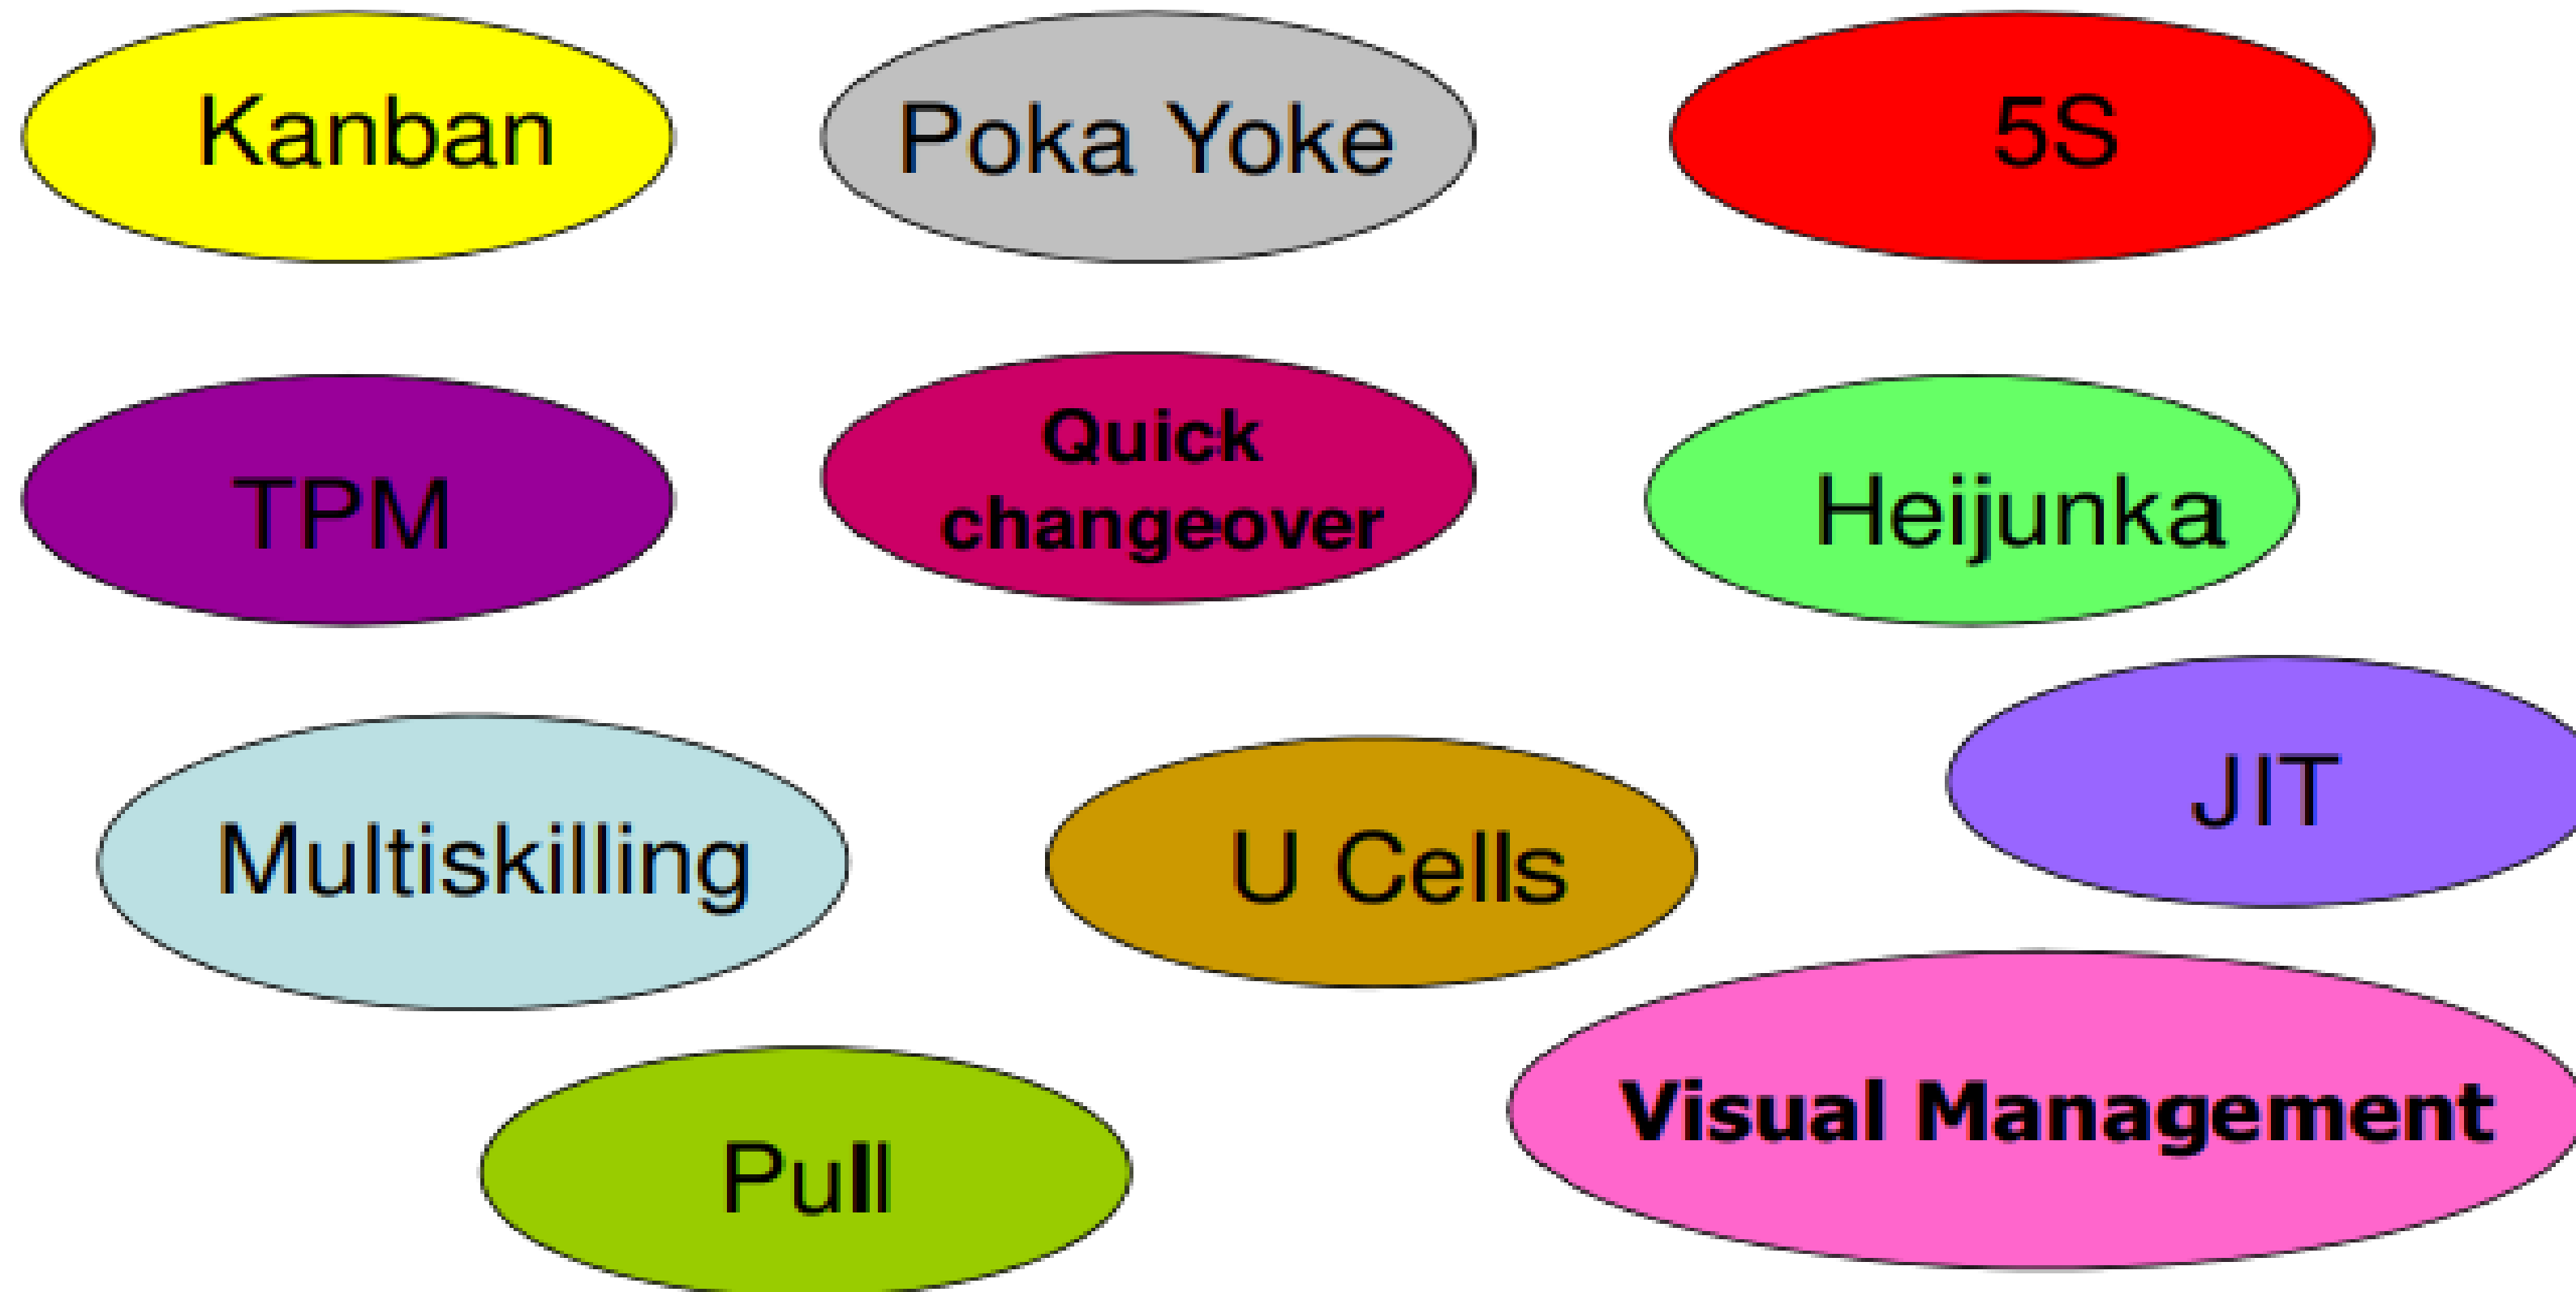 Kanban
Poka Yoke
5S
TPM
Quick
changeover
Heijunka
JIT
Multiskilling
U Cells
Visual Management
Pull